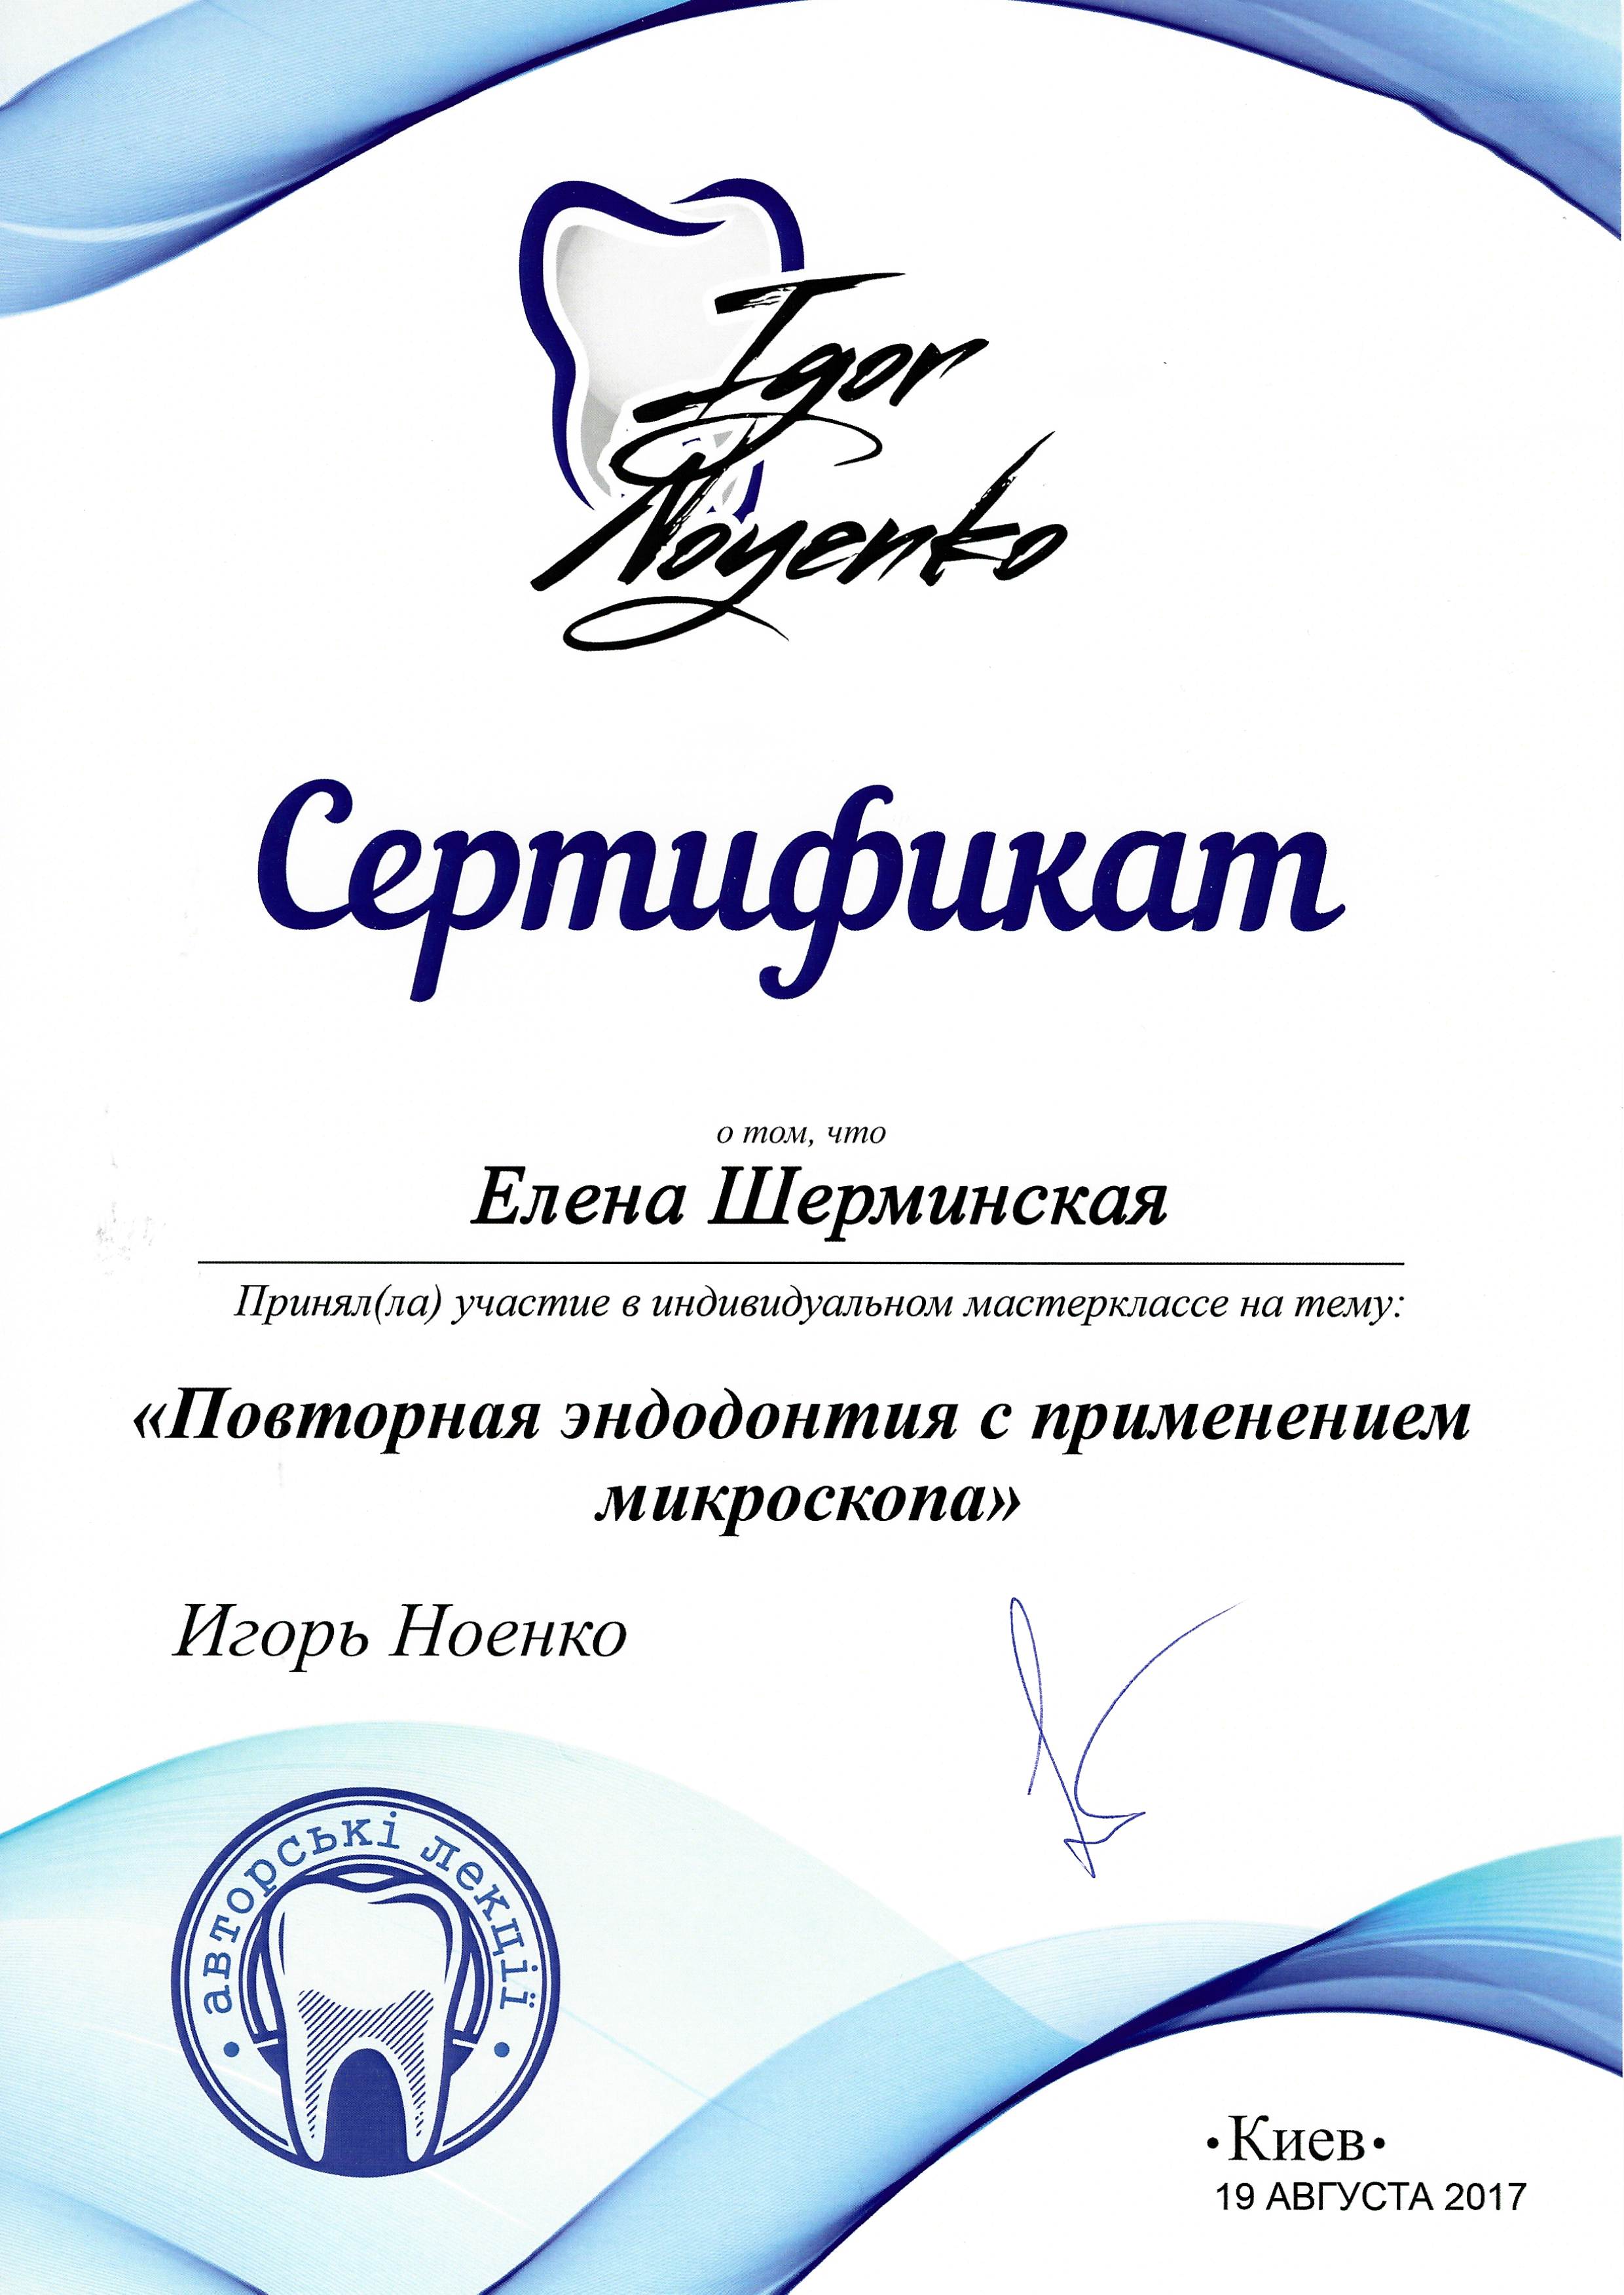 Igor
Noyenko
Сертификат
о том, что
Елена Шерминская
Принял(ла) участие в индивидуальном мастерклассе на тему:
«Повторная эндодонтия с применением
микроскопа»
Игорь Ноенко
• авторські лекції •
•Киев•
19 АВГУСТА 2017